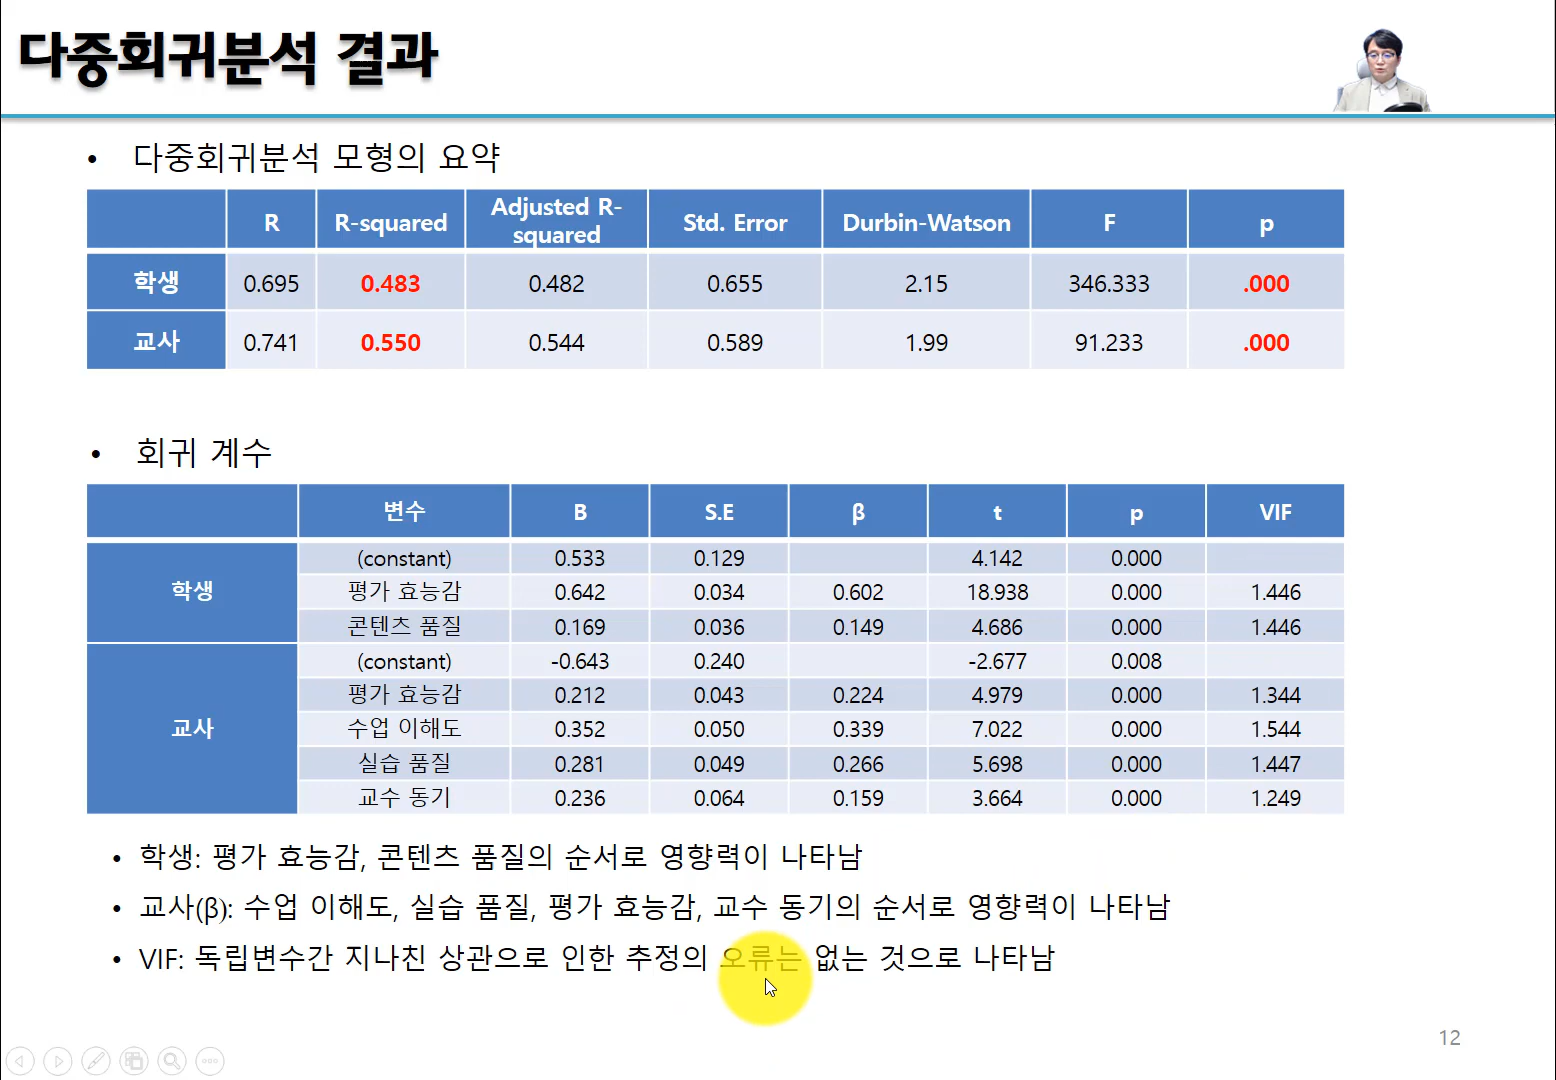 다중회귀분석 결과
• 다중회귀분석 모형의 요약
R R-squared Adjusted R-squared Std. Error Durbin-Watson F p
학생 0.695 0.483 0.482 0.655 2.15 346.333 .000
교사 0.741 0.550 0.544 0.589 1.99 91.233 .000
• 회귀 계수
변수 B S.E β t p VIF
학생
(constant) 0.533 0.129 4.142 0.000
평가 효능감 0.642 0.034 0.602 18.938 0.000 1.446
콘텐츠 품질 0.169 0.036 0.149 4.686 0.000 1.446
교사
(constant) -0.643 0.240 -2.677 0.008
평가 효능감 0.212 0.043 0.224 4.979 0.000 1.344
수업 이해도 0.352 0.050 0.339 7.022 0.000 1.544
실습 품질 0.281 0.049 0.266 5.698 0.000 1.447
교수 동기 0.236 0.064 0.159 3.664 0.000 1.249
• 학생: 평가 효능감, 콘텐츠 품질의 순서로 영향력이 나타남
• 교사(β): 수업 이해도, 실습 품질, 평가 효능감, 교수 동기의 순서로 영향력이 나타남
• VIF: 독립변수간 지나친 상관으로 인한 추정의 오류는 없는 것으로 나타남
12